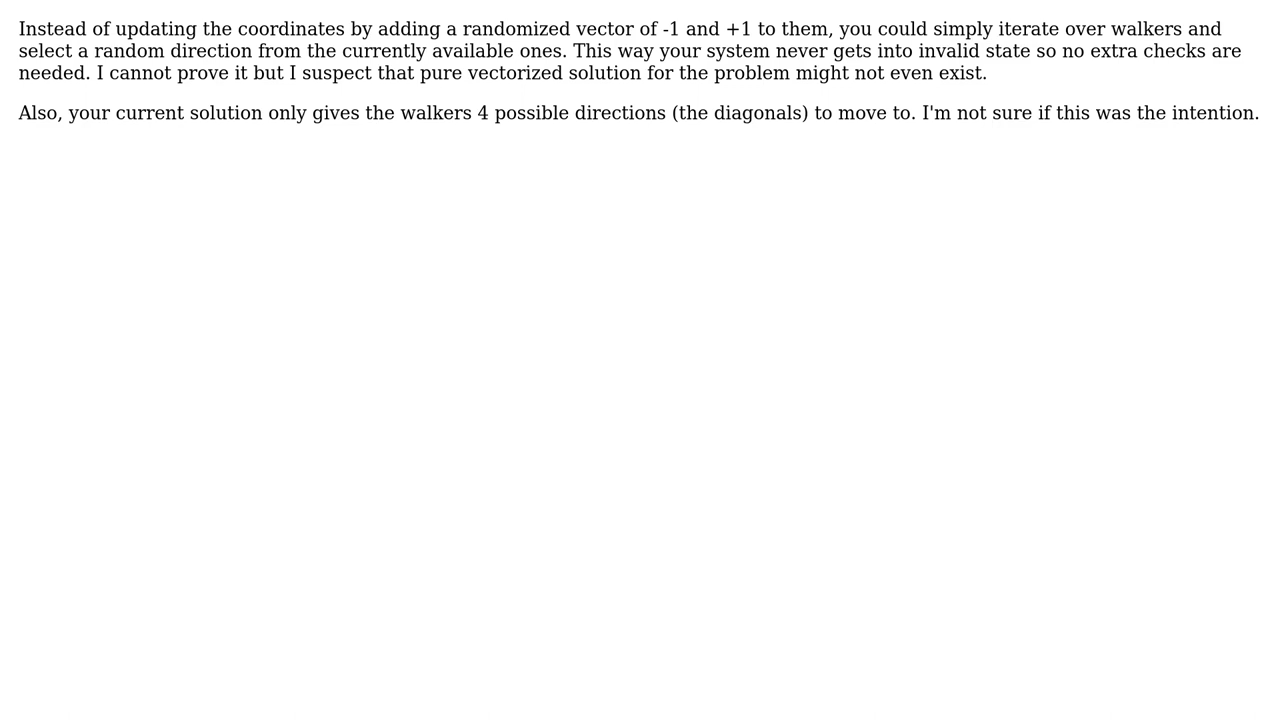 Instead of updating the coordinates by adding a randomized vector of -1 and +1 to them, you could simply iterate over walkers and
select a random direction from the currently available ones. This way your system never gets into invalid state so no extra checks are
needed. I cannot prove it but I suspect that pure vectorized solution for the problem might not even exist.
Also, your current solution only gives the walkers 4 possible directions (the diagonals) to move to. I'm not sure if this was the intention.